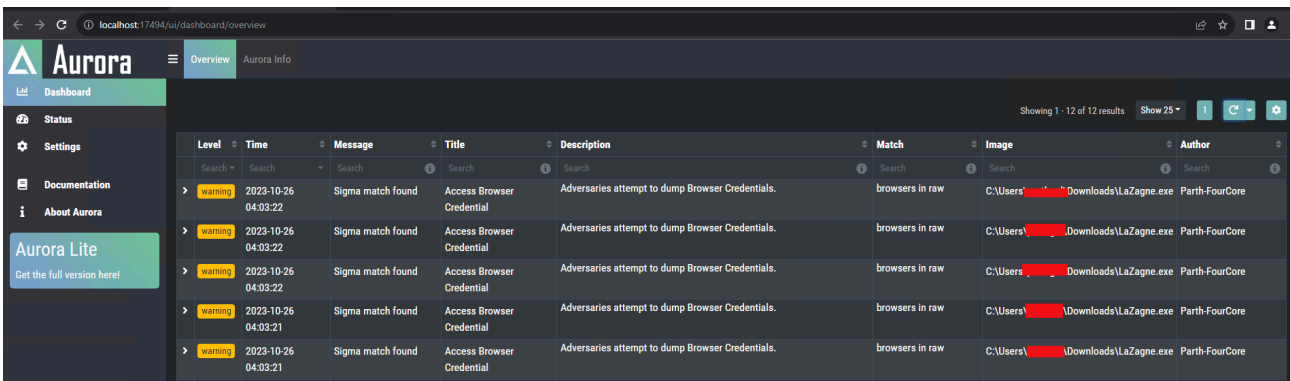 localhost:17494/ui/dashboard/overview
Aurora
Overview Aurora Info
Dashboard
Status
Settings
Documentation
About Aurora
Aurora Lite
Get the full version here!
Showing 1 - 12 of 12 results Show 25 1
Level Time Message Title Description Match Image Author
Search Search Search Search Search Search Search Search
warning 2023-10-26 04:03:22 Sigma match found Access Browser Credential Adversaries attempt to dump Browser Credentials. browsers in raw C:\Users\ \Downloads\LaZagne.exe Parth-FourCore
warning 2023-10-26 04:03:22 Sigma match found Access Browser Credential Adversaries attempt to dump Browser Credentials. browsers in raw C:\Users\ \Downloads\LaZagne.exe Parth-FourCore
warning 2023-10-26 04:03:22 Sigma match found Access Browser Credential Adversaries attempt to dump Browser Credentials. browsers in raw C:\Users Downloads\LaZagne.exe Parth-FourCore
warning 2023-10-26 04:03:21 Sigma match found Access Browser Credential Adversaries attempt to dump Browser Credentials. browsers in raw C:\Users\ \Downloads\LaZagne.exe Parth-FourCore
warning 2023-10-26 04:03:21 Sigma match found Access Browser Credential Adversaries attempt to dump Browser Credentials. browsers in raw C:\Users\ \Downloads\LaZagne.exe Parth-FourCore